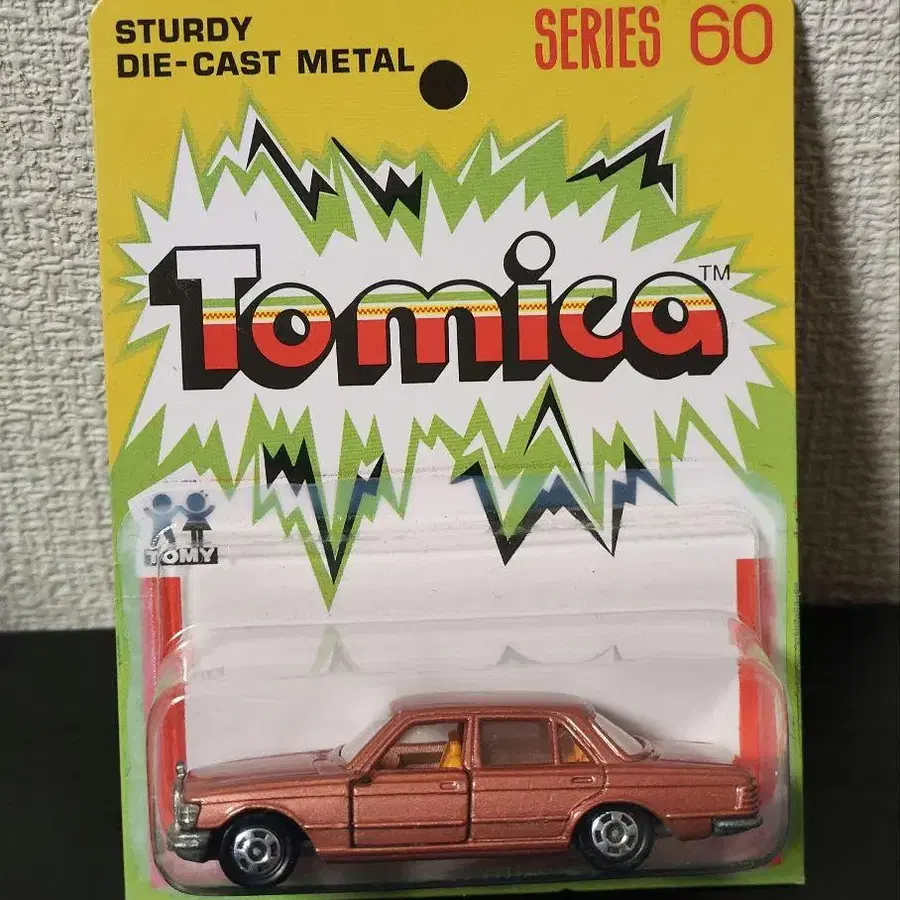 STURDY
DIE-CAST METAL
SERIES 60
Tomica™
TOMY